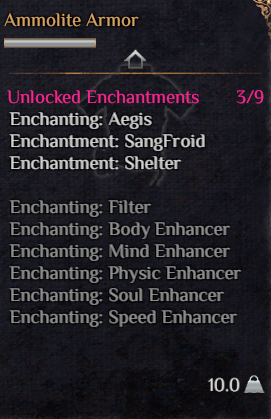 Ammolite Armor
Unlocked Enchantments 3/9
Enchanting: Aegis
Enchantment: SangFroid
Enchantment: Shelter
Enchanting: Filter
Enchanting: Body Enhancer
Enchanting: Mind Enhancer
Enchanting: Physic Enhancer
Enchanting: Soul Enhancer
Enchanting: Speed Enhancer
10.0